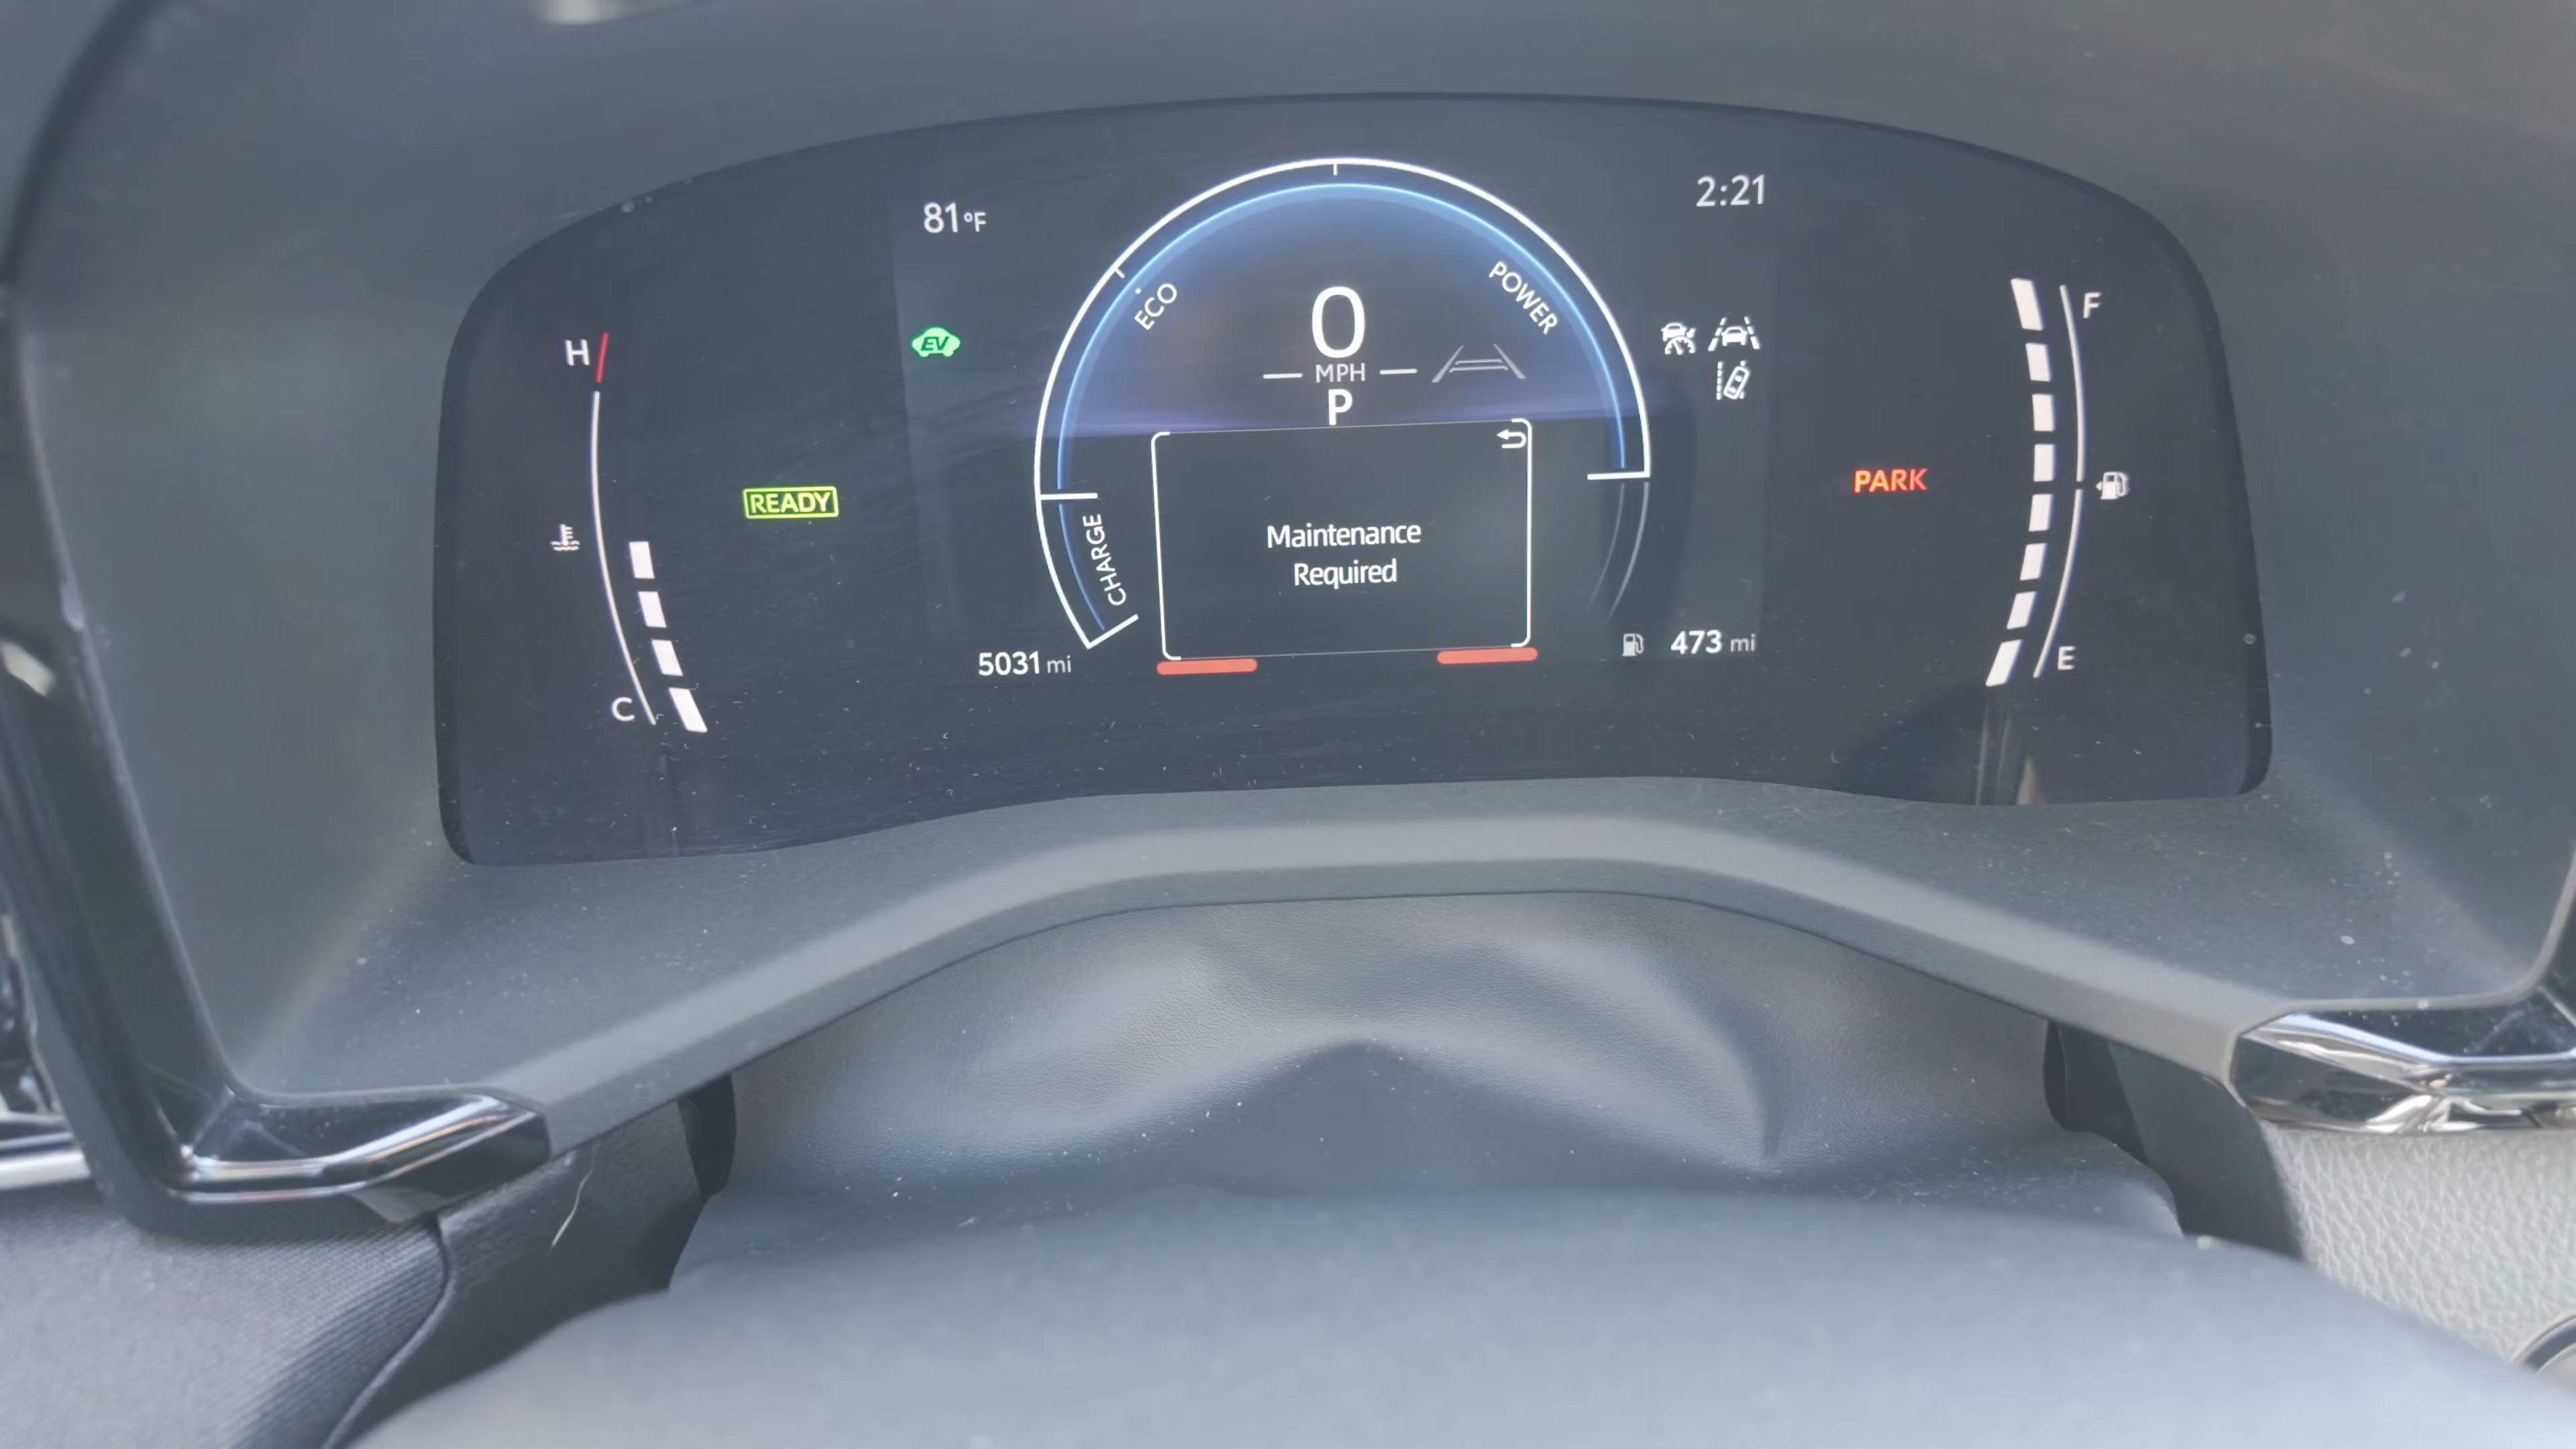 81°F
2:21
ECO
POWER
0
MPH
P
H
F
EV
READY
PARK
CHARGE
Maintenance
Required
5031 mi
473 mi
C
E